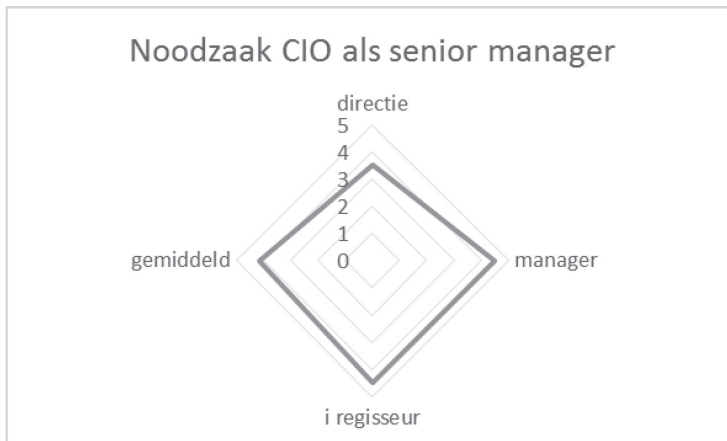 Noodzaak CIO als senior manager
directie
5
4
3
2
1
0
gemiddeld
manager
i regisseur